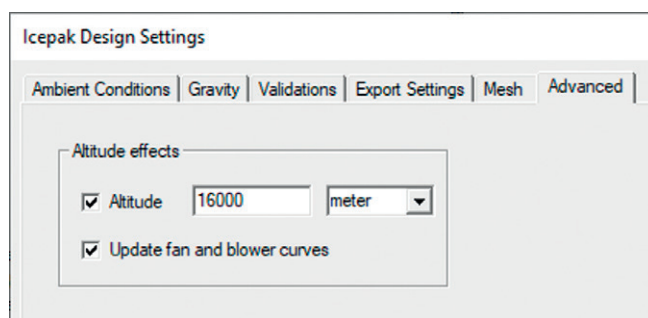 Icepak Design Settings
Ambient Conditions Gravity Validations Export Settings Mesh Advanced
Altitude effects
Altitude 16000 meter
Update fan and blower curves